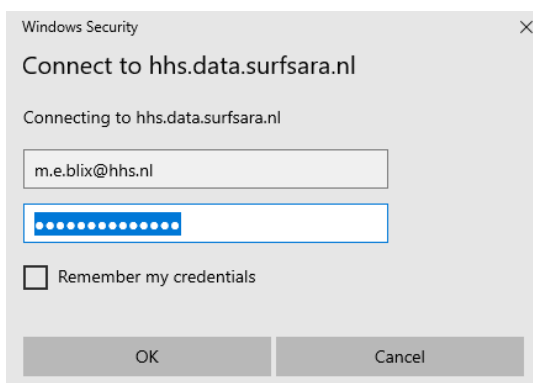 Windows Security
Connect to hhs.data.surfsara.nl
Connecting to hhs.data.surfsara.nl
m.e.blix@hhs.nl
●●●●●●●●●●●●●●
Remember my credentials
OK Cancel